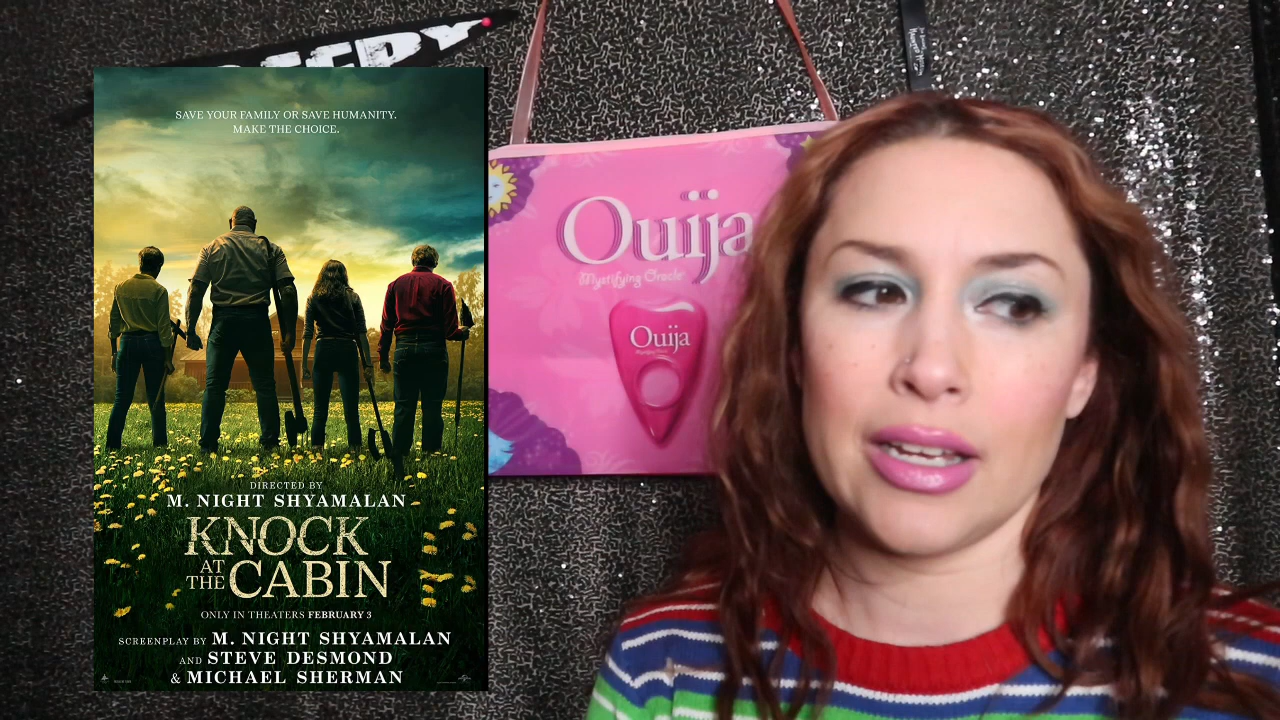 SAVE YOUR FAMILY OR SAVE HUMANITY.
MAKE THE CHOICE.
DIRECTED BY
M. NIGHT SHYAMALAN
KNOCK
AT
THE CABIN
ONLY IN THEATERS FEBRUARY 3
SCREENPLAY BY M. NIGHT SHYAMALAN
AND STEVE DESMOND
& MICHAEL SHERMAN
Ouija
Mystifying Oracle
Ouija